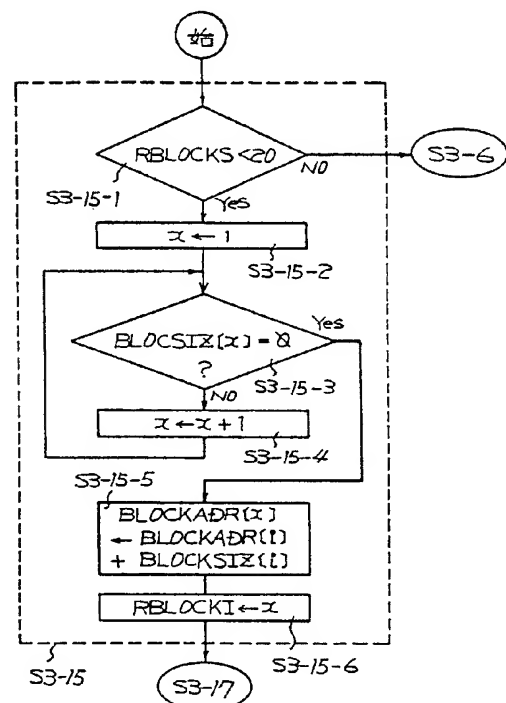 始
RBLOCKS<20
NO
S3-6
S3-15-1
Yes
x ← 1
S3-15-2
BLOCSIZ[x] = 0
?
Yes
S3-15-3
NO
x ← x + 1
S3-15-4
S3-15-5
BLOCKADR[x]
← BLOCKADR[i]
+ BLOCKSIZ[i]
RBLOCKI ← x
S3-15
S3-15-6
S3-17